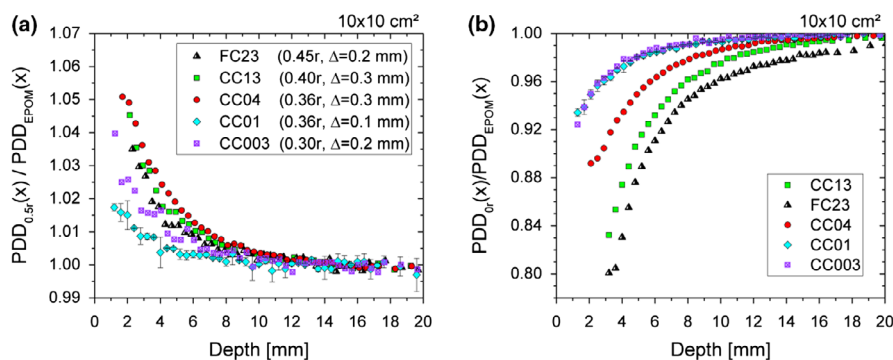 (a)
10x10 cm²
1.07
1.06
1.05
1.04
1.03
1.02
1.01
1.00
0.99
PDD0.5r(x) / PDDEPOM(x)
FC23 (0.45r, Δ=0.2 mm)
CC13 (0.40r, Δ=0.3 mm)
CC04 (0.36r, Δ=0.3 mm)
CC01 (0.36r, Δ=0.1 mm)
CC003 (0.30r, Δ=0.2 mm)
0 2 4 6 8 10 12 14 16 18 20
Depth [mm]
(b)
10x10 cm²
1.00
0.96
0.92
0.88
0.84
0.80
PDD0r(x)/PDDEPOM(x)
CC13
FC23
CC04
CC01
CC003
0 2 4 6 8 10 12 14 16 18 20
Depth [mm]